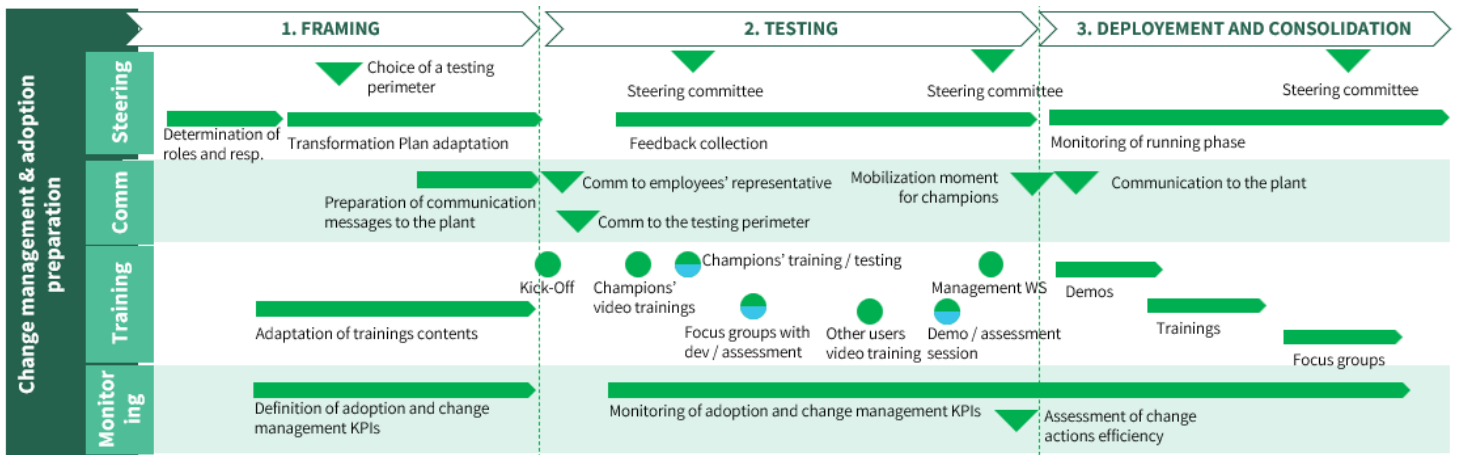 Change management & adoption
preparation
1. FRAMING
2. TESTING
3. DEPLOYEMENT AND CONSOLIDATION
Steering
Choice of a testing
perimeter
Steering committee
Steering committee
Steering committee
Determination of
roles and resp.
Transformation Plan adaptation
Feedback collection
Monitoring of running phase
Comm
Preparation of communication
messages to the plant
Comm to employees’ representative
Comm to the testing perimeter
Mobilization moment
for champions
Communication to the plant
Training
Adaptation of trainings contents
Kick-Off
Champions’
video trainings
Champions’ training / testing
Focus groups with
dev / assessment
Other users
video training
Management WS
Demo / assessment
session
Demos
Trainings
Focus groups
Monitor
ing
Definition of adoption and change
management KPIs
Monitoring of adoption and change management KPIs
Assessment of change
actions efficiency